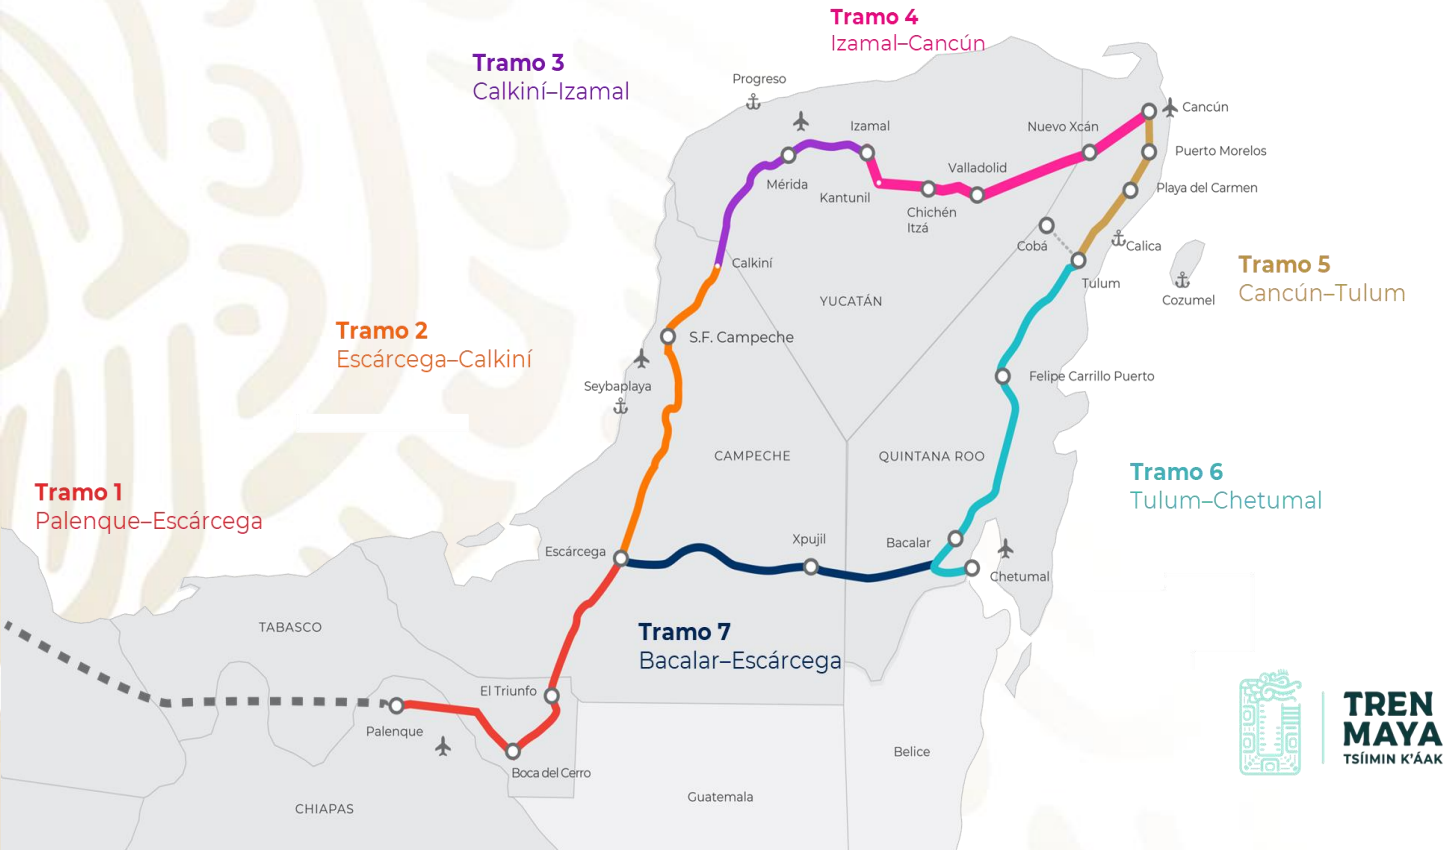 Tramo 4
Izamal–Cancún
Tramo 3
Calkiní–Izamal
Progreso
Cancún
Izamal
Nuevo Xcán
Puerto Morelos
Valladolid
Mérida
Kantunil
Playa del Carmen
Chichén
Itzá
Cobá
Calica
Calkiní
Tramo 5
Cancún–Tulum
Tulum
Cozumel
YUCATÁN
Tramo 2
Escárcega–Calkiní
S.F. Campeche
Seybaplaya
Felipe Carrillo Puerto
CAMPECHE
QUINTANA ROO
Tramo 6
Tulum–Chetumal
Tramo 1
Palenque–Escárcega
Escárcega
Xpujil
Bacalar
Chetumal
TABASCO
Tramo 7
Bacalar–Escárcega
El Triunfo
Palenque
Boca del Cerro
Belice
Guatemala
CHIAPAS
TREN
MAYA
TSÍIMIN K'ÁAK